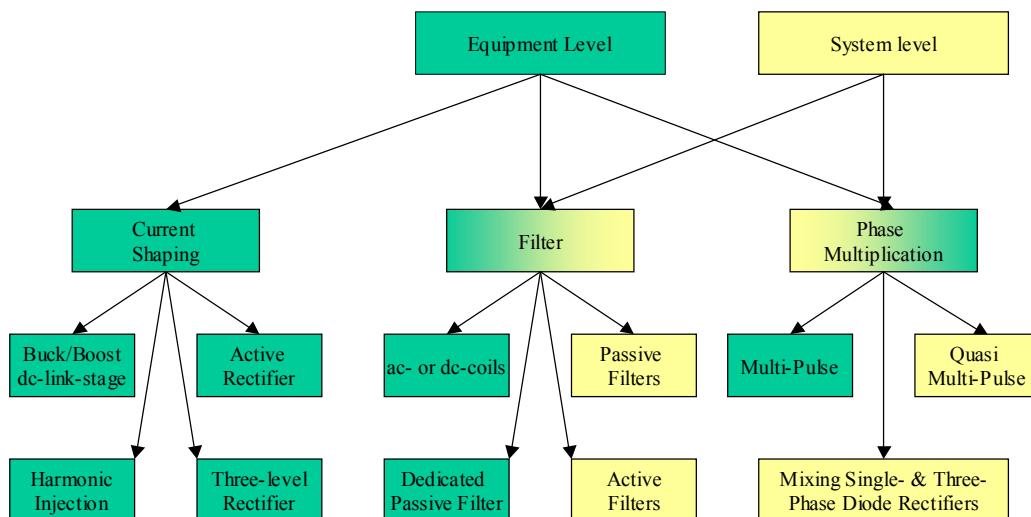 Equipment Level
System level
Current
Shaping
Filter
Phase
Multiplication
Buck/Boost
dc-link-stage
Active
Rectifier
ac- or dc-coils
Passive
Filters
Multi-Pulse
Quasi
Multi-Pulse
Harmonic
Injection
Three-level
Rectifier
Dedicated
Passive Filter
Active
Filters
Mixing Single- & Three-
Phase Diode Rectifiers